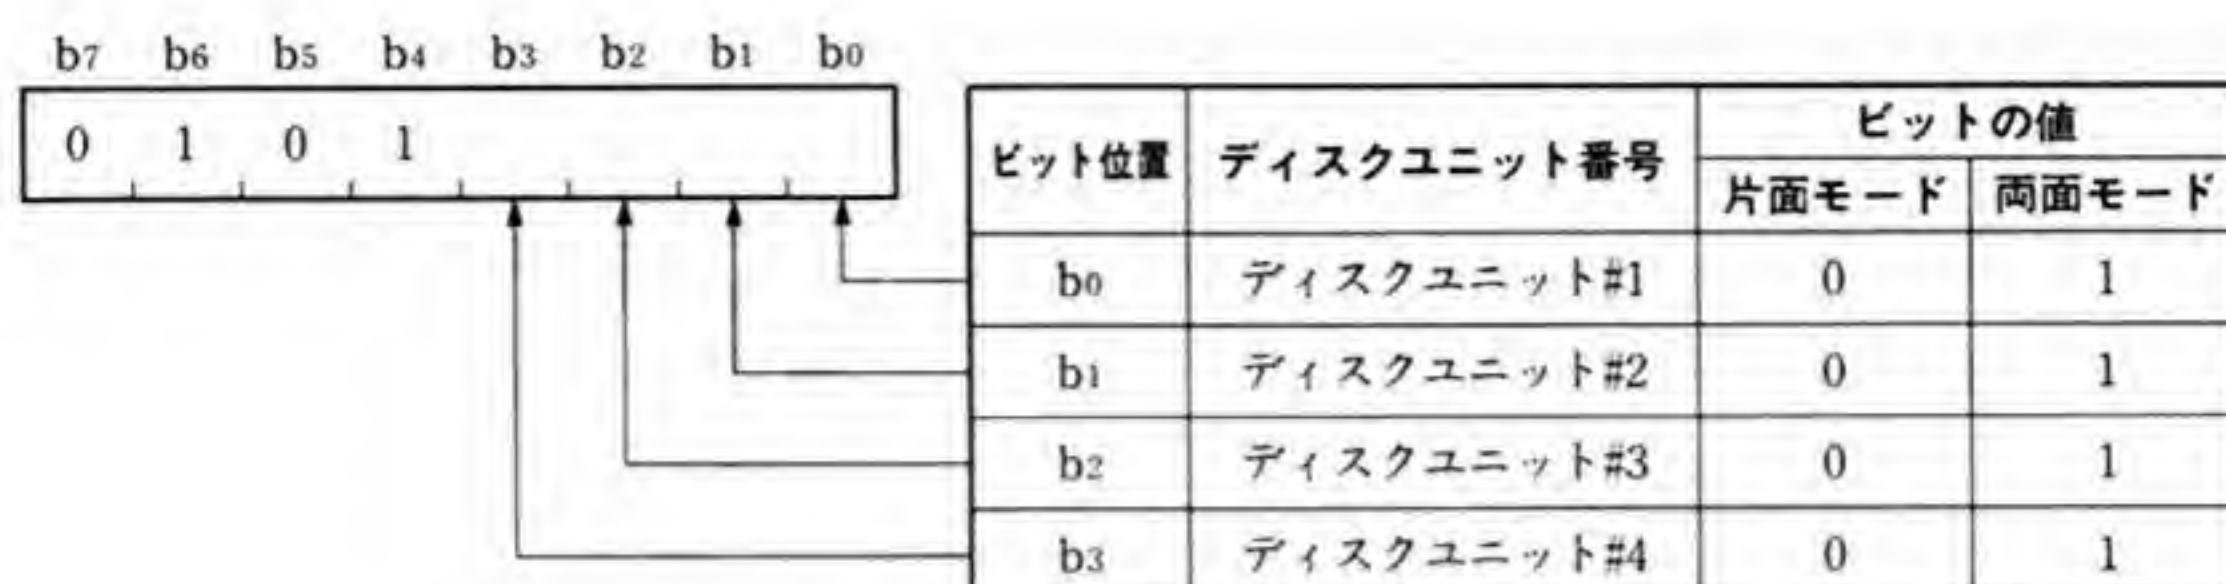 b7 b6 b5 b4 b3 b2 b1 b0
0 1 0 1
ビット位置 ディスクユニット番号 ビットの値
片面モード 両面モード
b0 ディスクユニット#1 0 1
b1 ディスクユニット#2 0 1
b2 ディスクユニット#3 0 1
b3 ディスクユニット#4 0 1